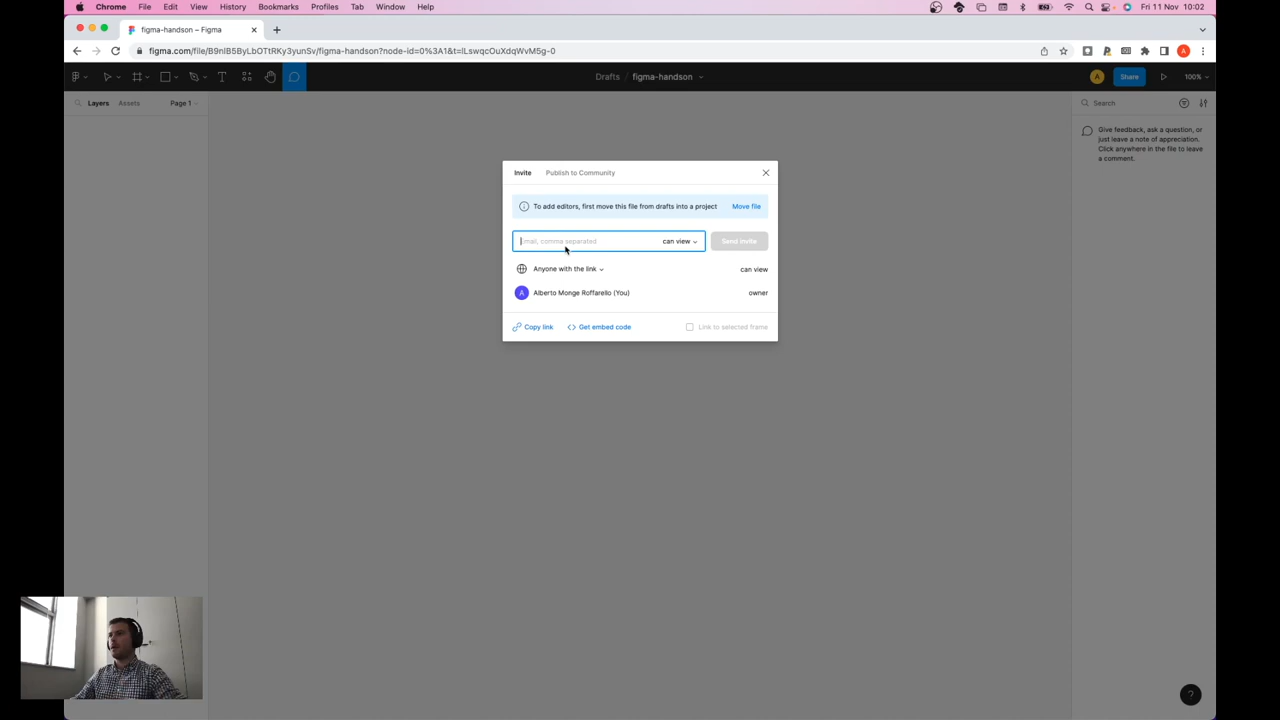 Chrome File Edit View History Bookmarks Profiles Tab Window Help Fri 11 Nov 10:02
figma-handson – Figma
figma.com/file/B9nIB5ByLbOTtRKy3yunSv/figma-handson?node-id=0%3A1&t=ILswqcOuXdqWvM5g-0 A
Drafts / figma-handson A Share 100%
Layers Assets Page 1 Search
Give feedback, ask a question, or
just leave a note of appreciation.
Click anywhere in the file to leave
a comment.
Invite Publish to Community
To add editors, first move this file from drafts into a project Move file
Email, comma separated can view Send invite
Anyone with the link can view
A Alberto Monge Roffarello (You) owner
Copy link Get embed code Link to selected frame
?